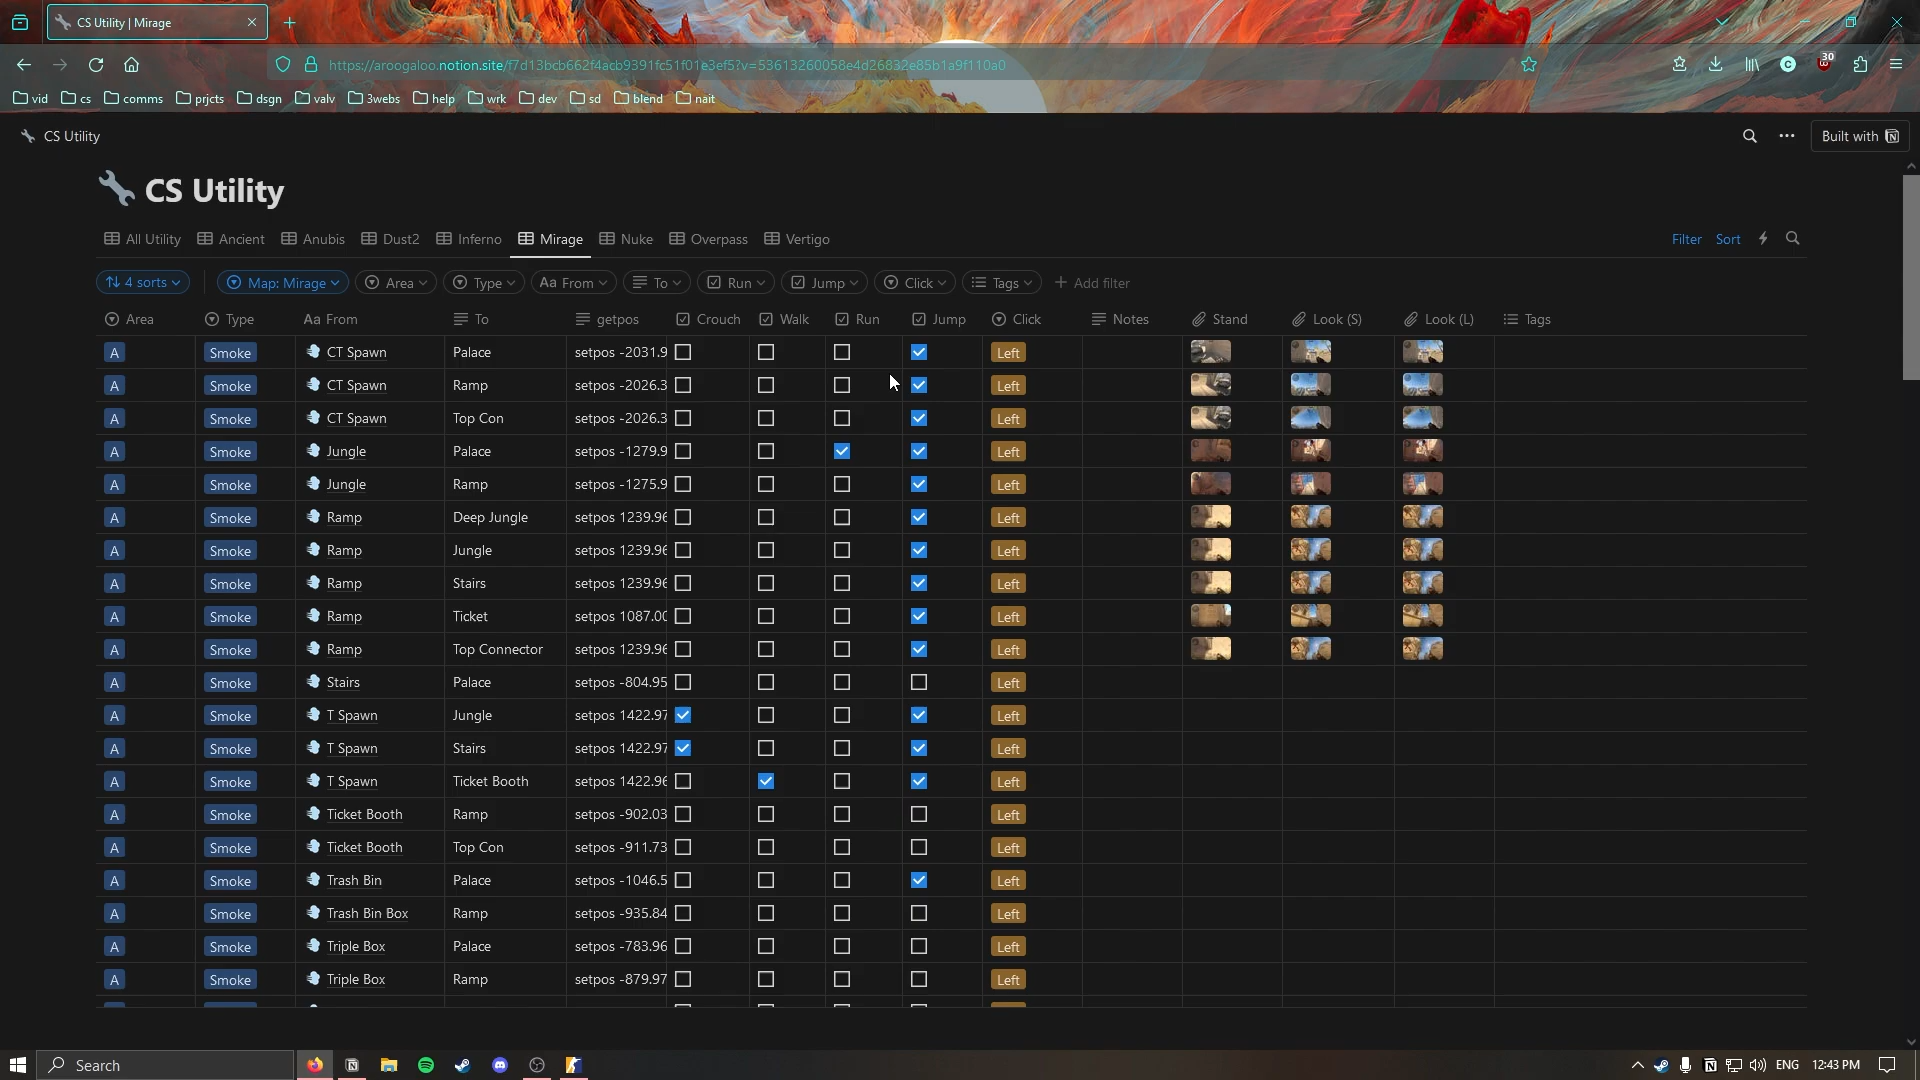 CS Utility | Mirage
https://aroogaloo.notion.site/f7d13bcb662f4acb9391fc51f01e3ef5?v=53613260058e4d26832e85b1a9f110a0
30
vid cs comms prjcts dsgn valv 3webs help wrk dev sd blend nait
CS Utility
Built with
CS Utility
All Utility Ancient Anubis Dust2 Inferno Mirage Nuke Overpass Vertigo Filter Sort
4 sorts Map: Mirage Area Type Aa From To Run Jump Click Tags + Add filter
Area Type Aa From To getpos Crouch Walk Run Jump Click Notes Stand Look (S) Look (L) Tags
A Smoke CT Spawn Palace setpos -2031.9 Left
A Smoke CT Spawn Ramp setpos -2026.3 Left
A Smoke CT Spawn Top Con setpos -2026.3 Left
A Smoke Jungle Palace setpos -1279.9 Left
A Smoke Jungle Ramp setpos -1275.9 Left
A Smoke Ramp Deep Jungle setpos 1239.96 Left
A Smoke Ramp Jungle setpos 1239.96 Left
A Smoke Ramp Stairs setpos 1239.96 Left
A Smoke Ramp Ticket setpos 1087.00 Left
A Smoke Ramp Top Connector setpos 1239.96 Left
A Smoke Stairs Palace setpos -804.95 Left
A Smoke T Spawn Jungle setpos 1422.97 Left
A Smoke T Spawn Stairs setpos 1422.97 Left
A Smoke T Spawn Ticket Booth setpos 1422.96 Left
A Smoke Ticket Booth Ramp setpos -902.03 Left
A Smoke Ticket Booth Top Con setpos -911.73 Left
A Smoke Trash Bin Palace setpos -1046.5 Left
A Smoke Trash Bin Box Ramp setpos -935.84 Left
A Smoke Triple Box Palace setpos -783.96 Left
A Smoke Triple Box Ramp setpos -879.97 Left
Search ENG 12:43 PM